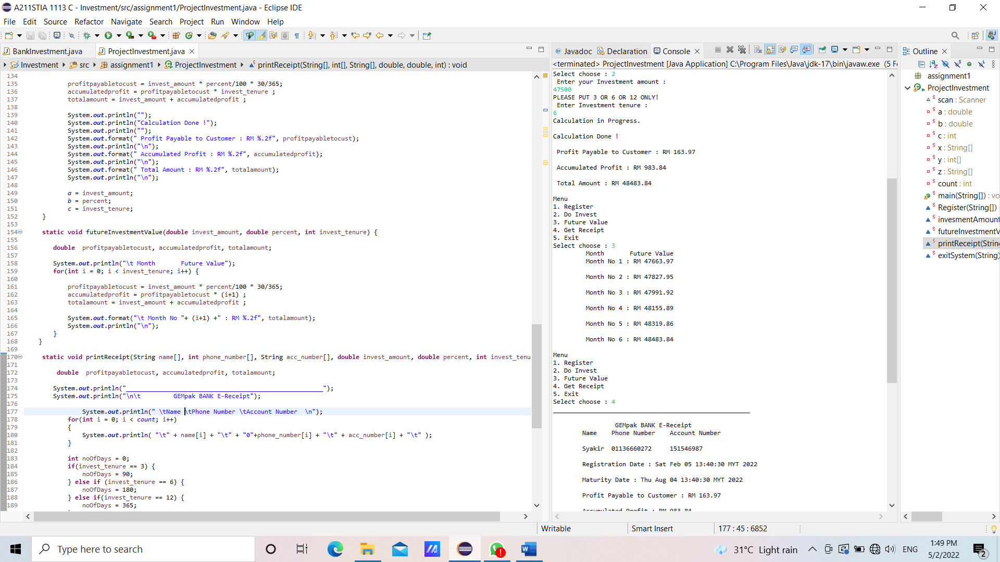 A211STIA 1113 C - Investment/src/assignment1/ProjectInvestment.java - Eclipse IDE
File Edit Source Refactor Navigate Search Project Run Window Help
BankInvestment.java ProjectInvestment.java
Investment src assignment1 ProjectInvestment printReceipt(String[], int[], String[], double, double, int) : void
134
135 profitpayabletocust = invest_amount * percent/100 * 30/365;
136 accumulatedprofit = profitpayabletocust * invest_tenure ;
137 totalamount = invest_amount + accumulatedprofit ;
138
139 System.out.println("");
140 System.out.println("Calculation Done !");
141 System.out.println("");
142 System.out.format(" Profit Payable to Customer : RM %.2f", profitpayabletocust);
143 System.out.println("\n");
144 System.out.format(" Accumulated Profit : RM %.2f", accumulatedprofit);
145 System.out.println("\n");
146 System.out.format(" Total Amount : RM %.2f", totalamount);
147 System.out.println("\n");
148
149 a = invest_amount;
150 b = percent;
151 c = invest_tenure;
152 }
153
154 static void futureInvestmentValue(double invest_amount, double percent, int invest_tenure) {
155
156 double profitpayabletocust, accumulatedprofit, totalamount;
157
158 System.out.println("\t Month Future Value");
159 for(int i = 0; i < invest_tenure; i++) {
160
161 profitpayabletocust = invest_amount * percent/100 * 30/365;
162 accumulatedprofit = profitpayabletocust * (i+1) ;
163 totalamount = invest_amount + accumulatedprofit ;
164
165 System.out.format("\t Month No "+ (i+1) +" : RM %.2f", totalamount);
166 System.out.println("\n");
167 }
168 }
169
170 static void printReceipt(String name[], int phone_number[], String acc_number[], double invest_amount, double percent, int invest_tenu
171
172 double profitpayabletocust, accumulatedprofit, totalamount;
173
174 System.out.println("______________________________________________________");
175 System.out.println("\n\t GEMpak BANK E-Receipt");
176
177 System.out.println(" \tName \tPhone Number \tAccount Number \n");
178 for(int i = 0; i < count; i++)
179 {
180 System.out.println( "\t" + name[i] + "\t" + "0"+phone_number[i] + "\t" + acc_number[i] + "\t" );
181 }
182
183 int noOfDays = 0;
184 if(invest_tenure == 3) {
185 noOfDays = 90;
186 } else if (invest_tenure == 6) {
187 noOfDays = 180;
188 } else if(invest_tenure == 12) {
189 noOfDays = 365;
Javadoc Declaration Console
<terminated> ProjectInvestment [Java Application] C:\Program Files\Java\jdk-17\bin\javaw.exe (5 Fe
Select choose : 2
Enter your Investment amount :
47500
PLEASE PUT 3 OR 6 OR 12 ONLY!
Enter Investment tenure :
6
Calculation in Progress.
Calculation Done !
Profit Payable to Customer : RM 163.97
Accumulated Profit : RM 983.84
Total Amount : RM 48483.84
Menu
1. Register
2. Do Invest
3. Future Value
4. Get Receipt
5. Exit
Select choose : 3
Month Future Value
Month No 1 : RM 47663.97
Month No 2 : RM 47827.95
Month No 3 : RM 47991.92
Month No 4 : RM 48155.89
Month No 5 : RM 48319.86
Month No 6 : RM 48483.84
Menu
1. Register
2. Do Invest
3. Future Value
4. Get Receipt
5. Exit
Select choose : 4
______________________________________________________
GEMpak BANK E-Receipt
Name Phone Number Account Number
Syakir 01136660272 151546987
Registration Date : Sat Feb 05 13:40:30 MYT 2022
Maturity Date : Thu Aug 04 13:40:30 MYT 2022
Profit Payable to Customer : RM 163.97
Accumulated Profit : RM 983.84
Outline
assignment1
ProjectInvestment
scan : Scanner
a : double
b : double
c : int
x : String[]
y : int[]
z : String[]
count : int
main(String[]) : vo
Register(String[])
invesmentAmount
futureInvestmentV
printReceipt(String
exitSystem(String)
Writable Smart Insert 177 : 45 : 6852
Type here to search
31°C Light rain
ENG
1:49 PM
5/2/2022
2